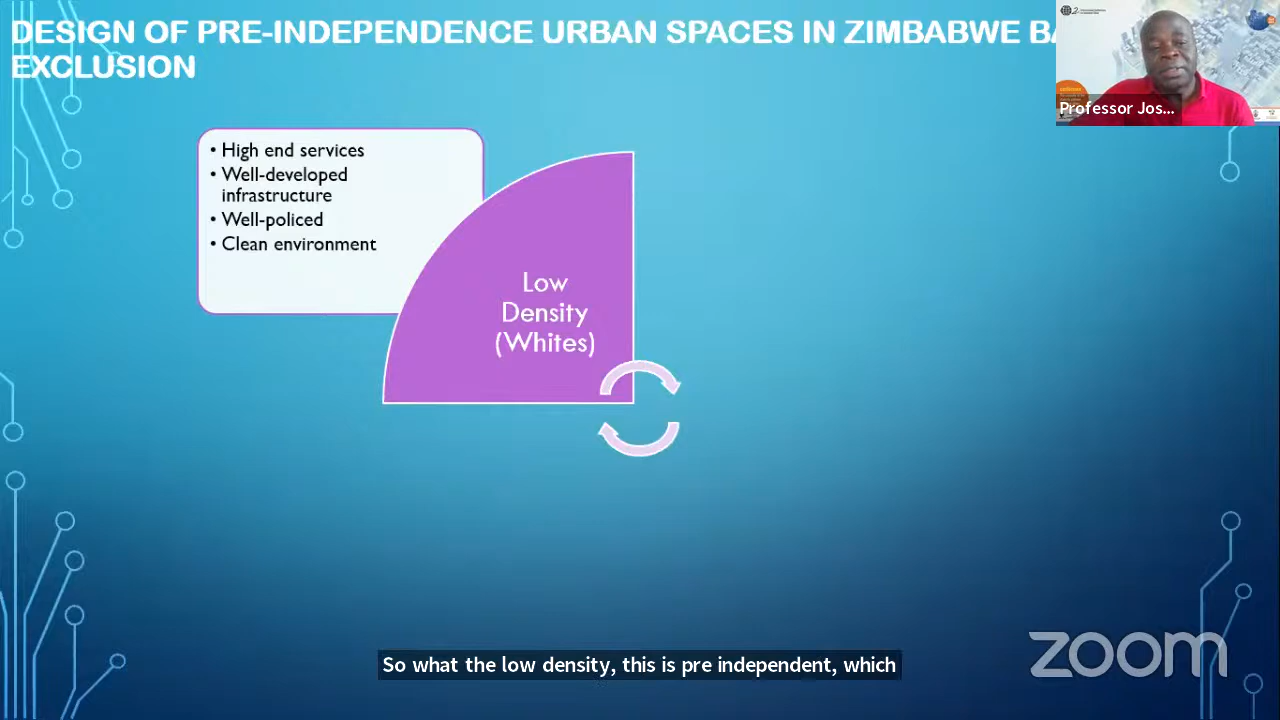 DESIGN OF PRE-INDEPENDENCE URBAN SPACES IN ZIMBABWE
EXCLUSION
Professor Jos...
• High end services
• Well-developed
infrastructure
• Well-policed
• Clean environment
Low
Density
(Whites)
So what the low density, this is pre independent, which
zoom